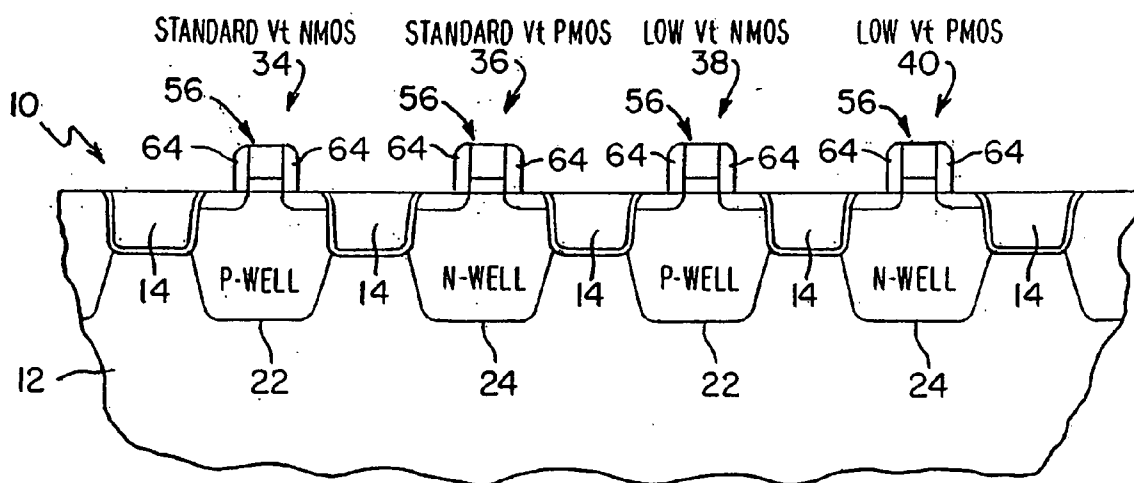 STANDARD Vt NMOS STANDARD Vt PMOS LOW Vt NMOS LOW Vt PMOS
34 36 38 40
10 56 56 56 56
64 64 64 64 64 64 64 64
14 P-WELL 14 N-WELL 14 P-WELL 14 N-WELL 14
12 22 24 22 24